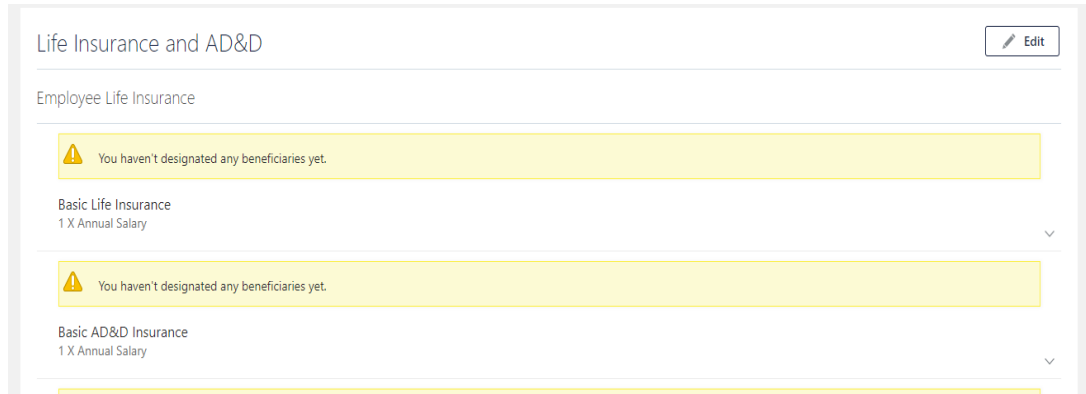 Life Insurance and AD&D
Edit
Employee Life Insurance
You haven't designated any beneficiaries yet.
Basic Life Insurance
1 X Annual Salary
You haven't designated any beneficiaries yet.
Basic AD&D Insurance
1 X Annual Salary